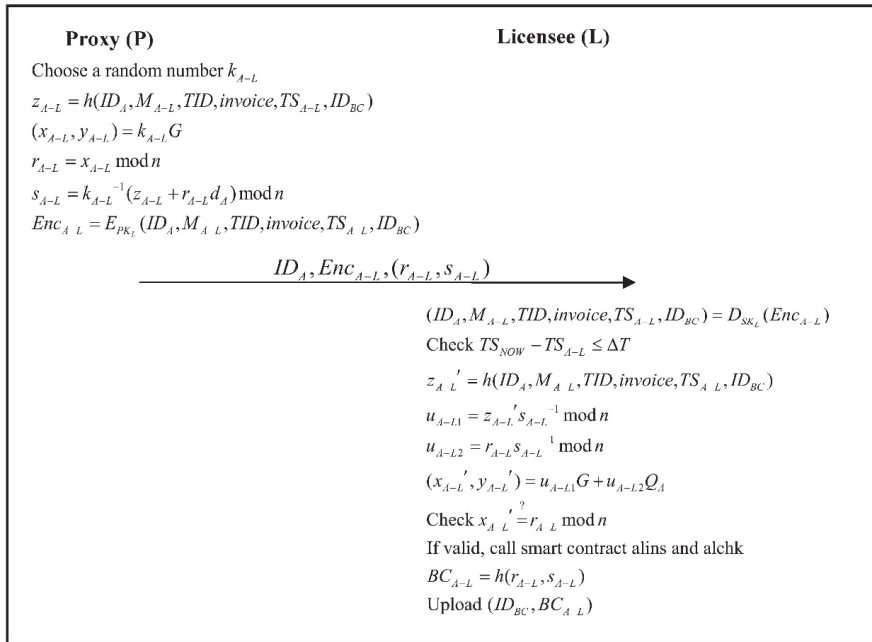 Proxy (P)
Licensee (L)
Choose a random number k_{A-L}
z_{A-L} = h(ID_A, M_{A-L}, TID, invoice, TS_{A-L}, ID_{BC})
(x_{A-L}, y_{A-L}) = k_{A-L}G
r_{A-L} = x_{A-L} mod n
s_{A-L} = k_{A-L}^{-1}(z_{A-L} + r_{A-L}d_A) mod n
Enc_{A L} = E_{PK_L}(ID_A, M_{A L}, TID, invoice, TS_{A L}, ID_{BC})
ID_A, Enc_{A-L}, (r_{A-L}, s_{A-L})
(ID_A, M_{A-L}, TID, invoice, TS_{A-L}, ID_{BC}) = D_{SK_L}(Enc_{A-L})
Check TS_{NOW} − TS_{A-L} ≤ ΔT
z_{A L}' = h(ID_A, M_{A L}, TID, invoice, TS_{A L}, ID_{BC})
u_{A-L1} = z_{A-L}' s_{A-L}^{-1} mod n
u_{A-L2} = r_{A-L} s_{A-L}^{1} mod n
(x_{A-L}', y_{A-L}') = u_{A-L1}G + u_{A-L2}Q_A
Check x_{A L}' =^{?} r_{A L} mod n
If valid, call smart contract alins and alchk
BC_{A-L} = h(r_{A-L}, s_{A-L})
Upload (ID_{BC}, BC_{A L})